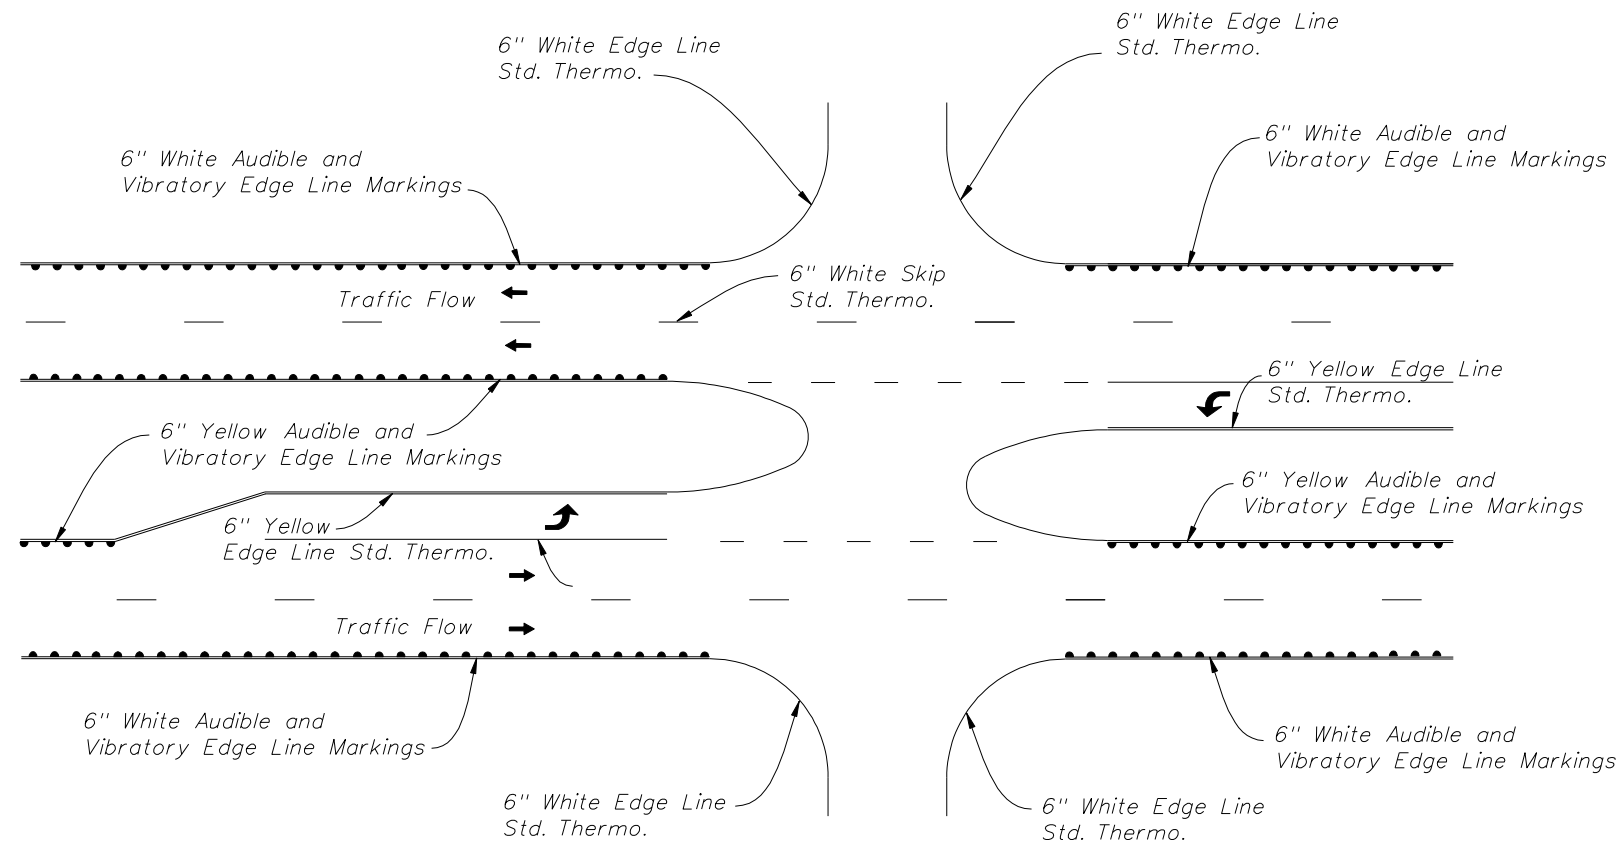 6" White Edge Line
Std. Thermo.
6" White Edge Line
Std. Thermo.
6" White Audible and
Vibratory Edge Line Markings
6" White Audible and
Vibratory Edge Line Markings
6" White Skip
Std. Thermo.
Traffic Flow
6" Yellow Edge Line
Std. Thermo.
6" Yellow Audible and
Vibratory Edge Line Markings
6" Yellow Audible and
Vibratory Edge Line Markings
6" Yellow
Edge Line Std. Thermo.
Traffic Flow
6" White Audible and
Vibratory Edge Line Markings
6" White Audible and
Vibratory Edge Line Markings
6" White Edge Line
Std. Thermo.
6" White Edge Line
Std. Thermo.